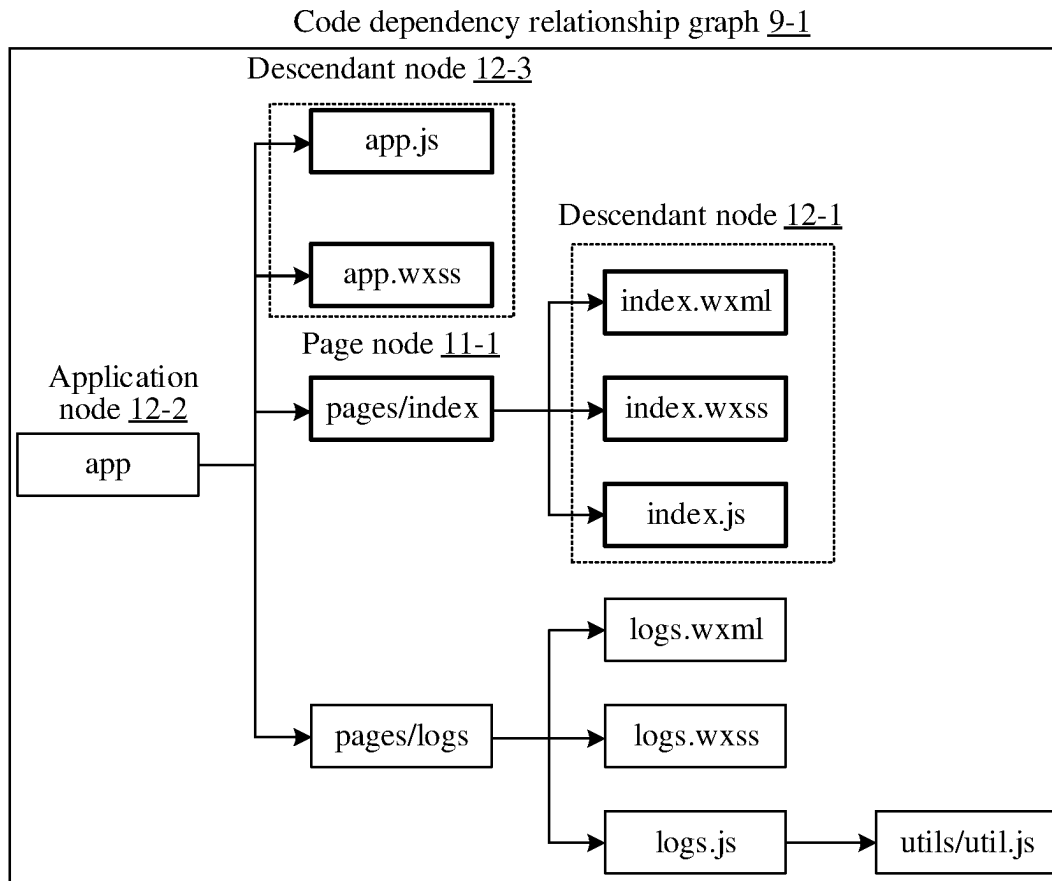 Code dependency relationship graph 9-1
Descendant node 12-3
app.js
app.wxss
Descendant node 12-1
index.wxml
index.wxss
index.js
Page node 11-1
pages/index
Application
node 12-2
app
logs.wxml
pages/logs
logs.wxss
logs.js
utils/util.js